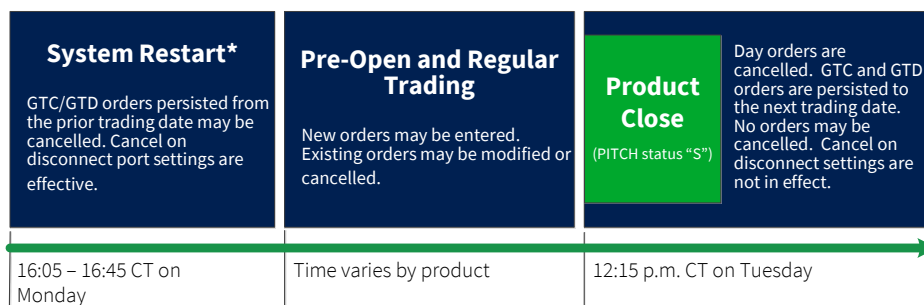 System Restart*
GTC/GTD orders persisted from
the prior trading date may be
cancelled. Cancel on
disconnect port settings are
effective.
Pre-Open and Regular
Trading
New orders may be entered.
Existing orders may be modified or
cancelled.
Product
Close
(PITCH status “S”)
Day orders are
cancelled.  GTC and GTD
orders are persisted to
the next trading date.
No orders may be
cancelled.  Cancel on
disconnect settings are
not in effect.
16:05 – 16:45 CT on
Monday
Time varies by product
12:15 p.m. CT on Tuesday